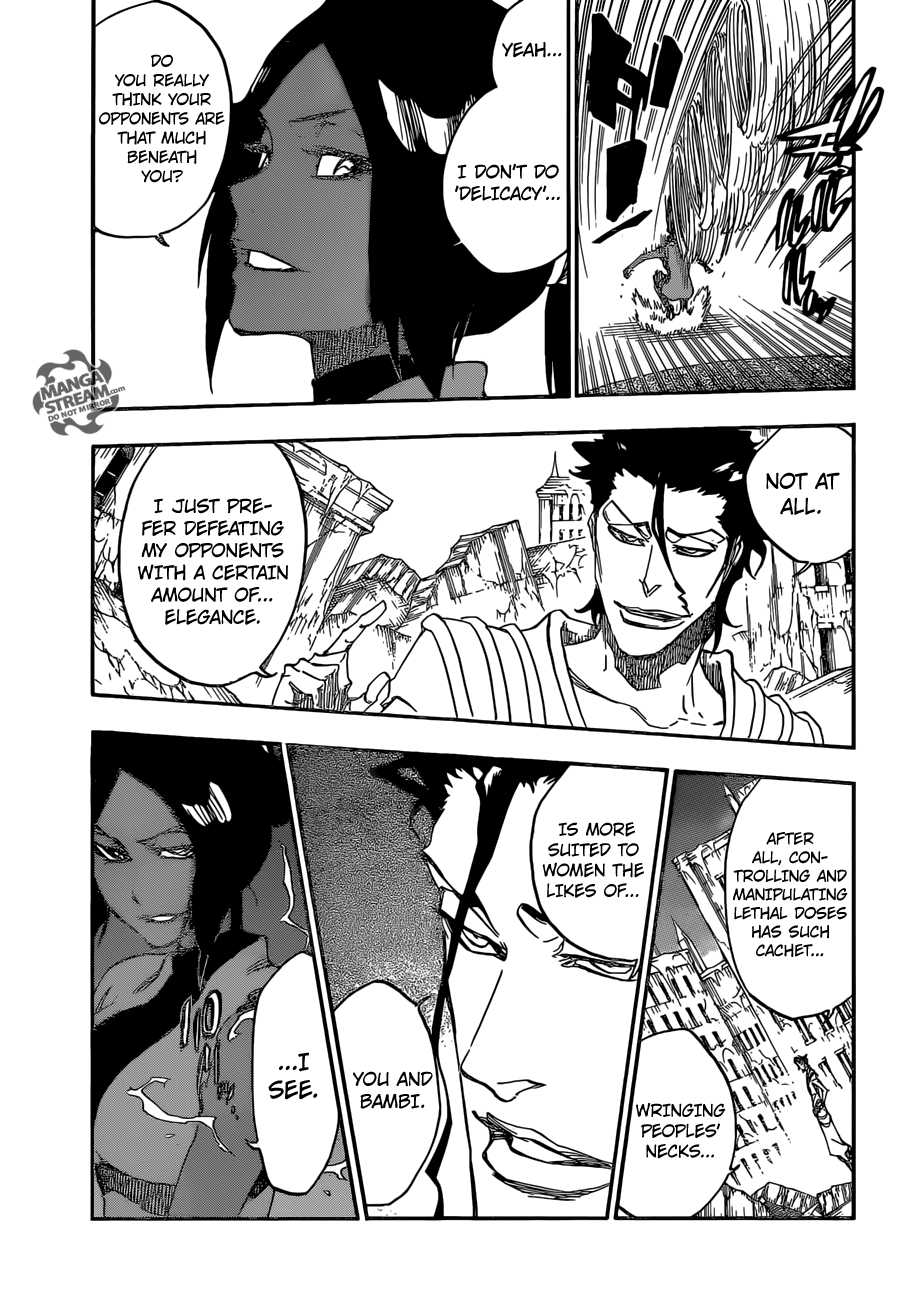 YEAH...
I DON'T DO
'DELICACY'...
DO
YOU REALLY
THINK YOUR
OPPONENTS ARE
THAT MUCH
BENEATH
YOU?
MANGA
STREAM.com
DO NOT MIRROR
NOT AT
ALL.
I JUST PRE-
FER DEFEATING
MY OPPONENTS
WITH A CERTAIN
AMOUNT OF...
ELEGANCE.
AFTER
ALL, CON-
TROLLING AND
MANIPULATING
LETHAL DOSES
HAS SUCH
CACHET...
WRINGING
PEOPLES'
NECKS...
IS MORE
SUITED TO
WOMEN THE
LIKES OF...
YOU AND
BAMBI.
...I
SEE.